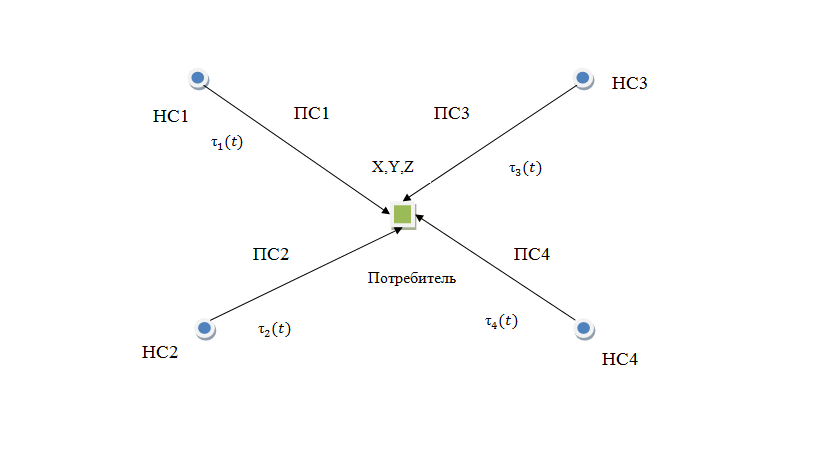 НС1
ПС1
ПС3
НС3
τ₁(t)
X,Y,Z
τ₃(t)
ПС2
ПС4
Потребитель
τ₂(t)
τ₄(t)
НС2
НС4